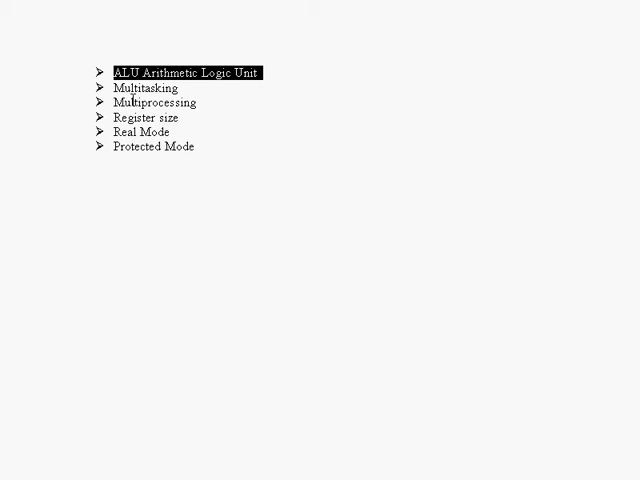 ALU Arithmetic Logic Unit
Multitasking
Multiprocessing
Register size
Real Mode
Protected Mode